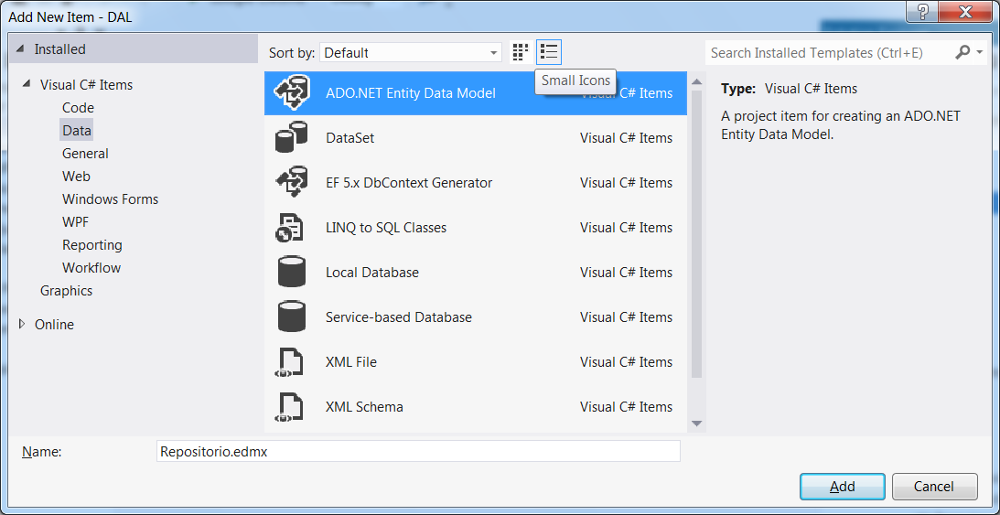 Add New Item - DAL
Installed
Visual C# Items
Code
Data
General
Web
Windows Forms
WPF
Reporting
Workflow
Graphics
Online
Sort by: Default
Small Icons
Search Installed Templates (Ctrl+E)
ADO.NET Entity Data Model Visual C# Items
DataSet Visual C# Items
EF 5.x DbContext Generator Visual C# Items
LINQ to SQL Classes Visual C# Items
Local Database Visual C# Items
Service-based Database Visual C# Items
XML File Visual C# Items
XML Schema Visual C# Items
Type: Visual C# Items
A project item for creating an ADO.NET
Entity Data Model.
Name: Repositorio.edmx
Add Cancel